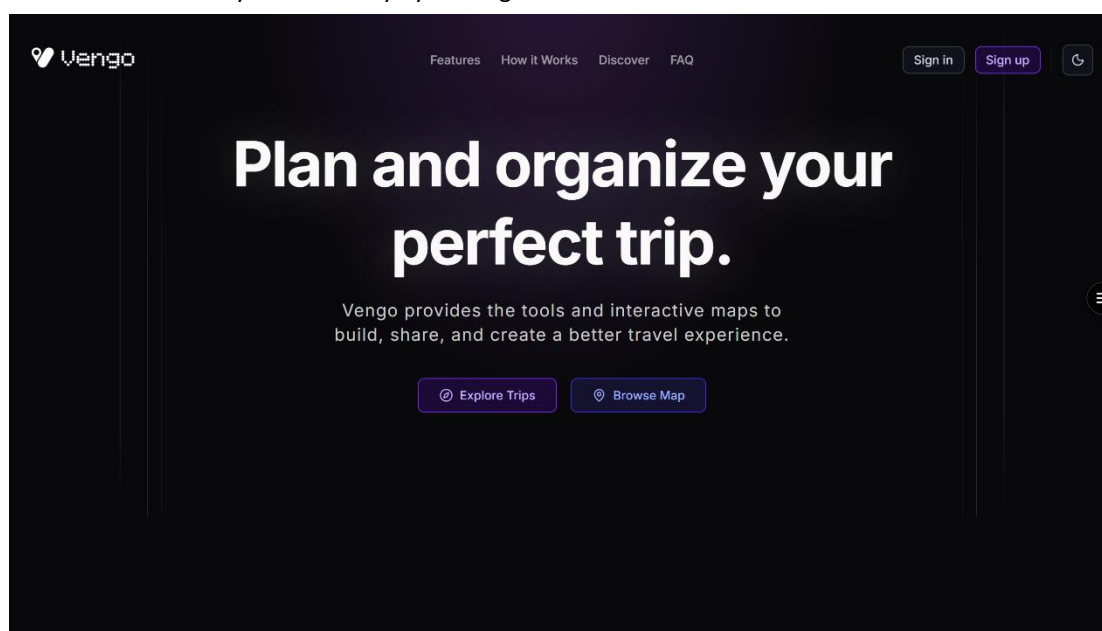 Vengo
Features How it Works Discover FAQ
Sign in Sign up
Plan and organize your
perfect trip.
Vengo provides the tools and interactive maps to
build, share, and create a better travel experience.
Explore Trips Browse Map